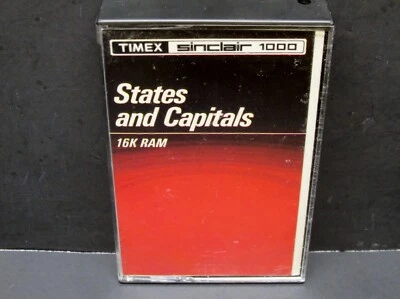 TIMEX sinclair 1000
States
and Capitals
16K RAM